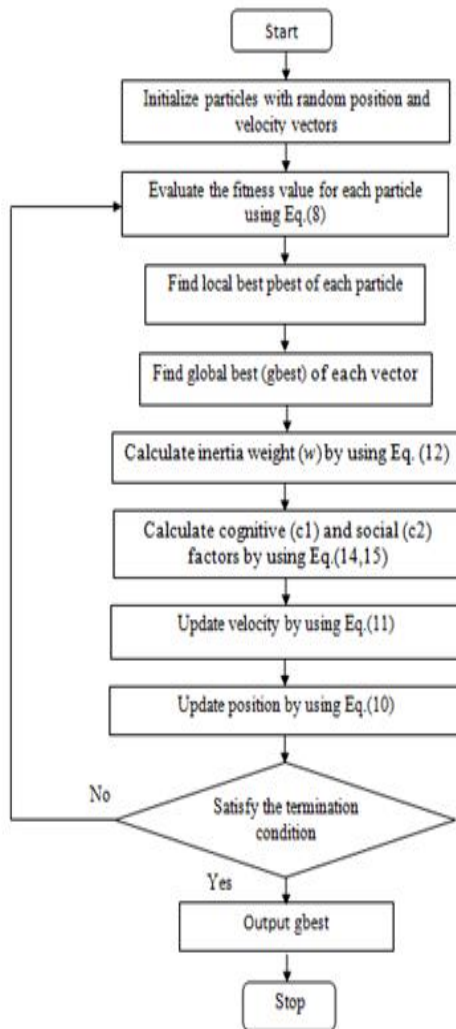 Start
Initialize particles with random position and
velocity vectors
Evaluate the fitness value for each particle
using Eq.(8)
Find local best pbest of each particle
Find global best (gbest) of each vector
Calculate inertia weight (w) by using Eq. (12)
Calculate cognitive (c1) and social (c2)
factors by using Eq.(14,15)
Update velocity by using Eq.(11)
Update position by using Eq.(10)
No
Satisfy the termination
condition
Yes
Output gbest
Stop